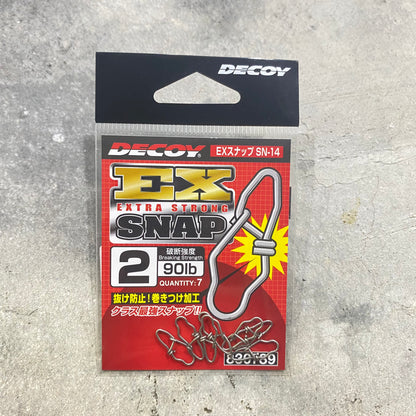 DECOY
DECOY®
EXスナップ SN-14
EX
EXTRA STRONG
SNAP
2
破断強度
Breaking Strength
90lb
QUANTITY:7
抜け防止!巻きつけ加工
クラス最強スナップ!!
830739